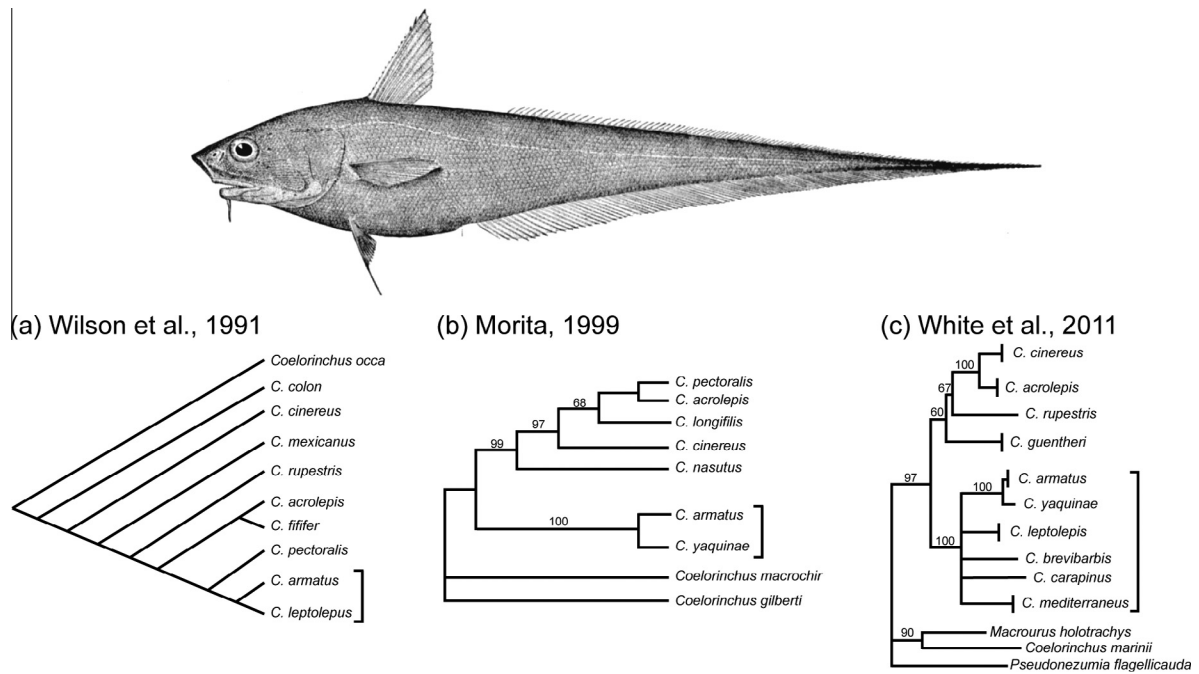 (a) Wilson et al., 1991
Coelorinchus occa
C. colon
C. cinereus
C. mexicanus
C. rupestris
C. acrolepis
C. fififer
C. pectoralis
C. armatus
C. leptolepus
(b) Morita, 1999
C. pectoralis
C. acrolepis
68
C. longifilis
97
C. cinereus
99
C. nasutus
C. armatus
100
C. yaquinae
Coelorinchus macrochir
Coelorinchus gilberti
(c) White et al., 2011
C. cinereus
100
C. acrolepis
67
C. rupestris
60
C. guentheri
97
C. armatus
100
C. yaquinae
C. leptolepis
100
C. brevibarbis
C. carapinus
C. mediterraneus
90
Macrourus holotrachys
Coelorinchus marinii
Pseudonezumia flagellicauda